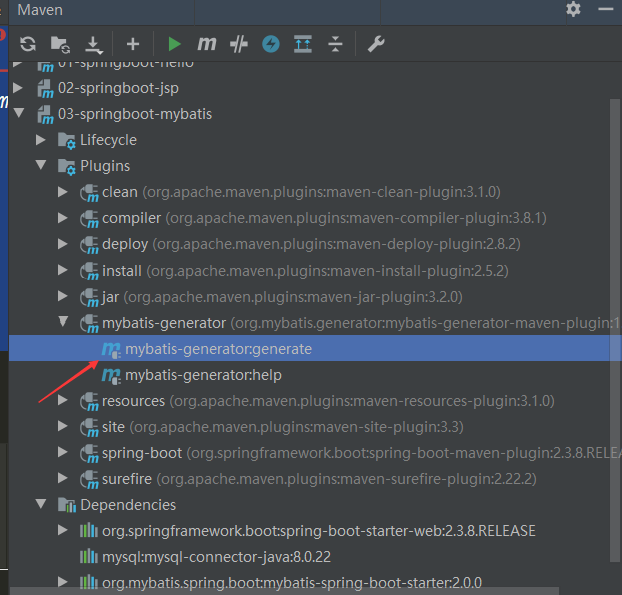 Maven
01-springboot-hello
02-springboot-jsp
03-springboot-mybatis
Lifecycle
Plugins
clean (org.apache.maven.plugins:maven-clean-plugin:3.1.0)
compiler (org.apache.maven.plugins:maven-compiler-plugin:3.8.1)
deploy (org.apache.maven.plugins:maven-deploy-plugin:2.8.2)
install (org.apache.maven.plugins:maven-install-plugin:2.5.2)
jar (org.apache.maven.plugins:maven-jar-plugin:3.2.0)
mybatis-generator (org.mybatis.generator:mybatis-generator-maven-plugin:1
mybatis-generator:generate
mybatis-generator:help
resources (org.apache.maven.plugins:maven-resources-plugin:3.1.0)
site (org.apache.maven.plugins:maven-site-plugin:3.3)
spring-boot (org.springframework.boot:spring-boot-maven-plugin:2.3.8.RELEA
surefire (org.apache.maven.plugins:maven-surefire-plugin:2.22.2)
Dependencies
org.springframework.boot:spring-boot-starter-web:2.3.8.RELEASE
mysql:mysql-connector-java:8.0.22
org.mybatis.spring.boot:mybatis-spring-boot-starter:2.0.0